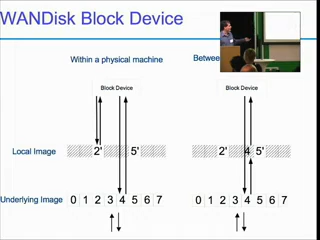 WANDisk Block Device
Within a physical machine
Betwee
Block Device
Block Device
Local Image
2'
5'
2'
4
5'
Underlying Image
0 1 2 3 4 5 6 7
0 1 2 3 4 5 6 7